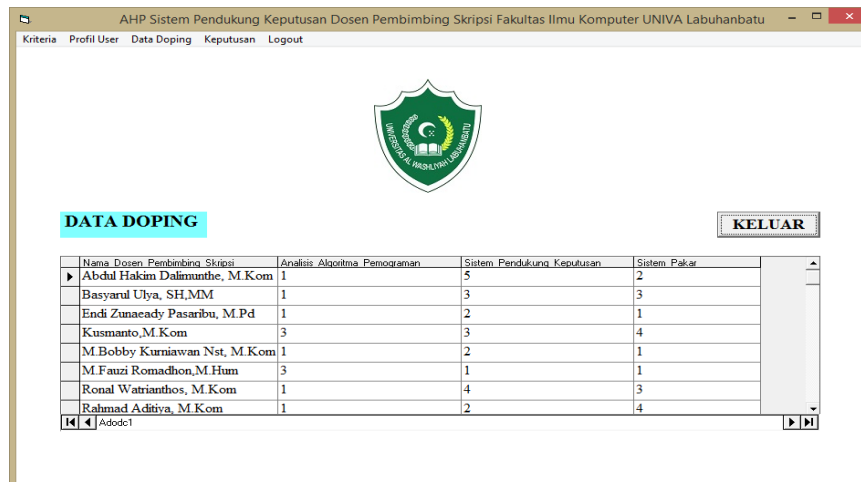 AHP Sistem Pendukung Keputusan Dosen Pembimbing Skripsi Fakultas Ilmu Komputer UNIVA Labuhanbatu
Kriteria Profil User Data Doping Keputusan Logout
UNIVERSITAS AL WASHLIYAH LABUHANBATU
DATA DOPING
KELUAR
Nama Dosen Pembimbing Skripsi Analisis Algoritma Pemograman Sistem Pendukung Keputusan Sistem Pakar
Abdul Hakim Dalimunthe, M.Kom 1 5 2
Basyarul Ulya, SH,MM 1 3 3
Endi Zunaeady Pasaribu, M.Pd 1 2 1
Kusmanto,M.Kom 3 3 4
M.Bobby Kurniawan Nst, M.Kom 1 2 1
M.Fauzi Romadhon,M.Hum 3 1 1
Ronal Watrianthos, M.Kom 1 4 3
Rahmad Aditiya, M.Kom 1 2 4
Adodc1